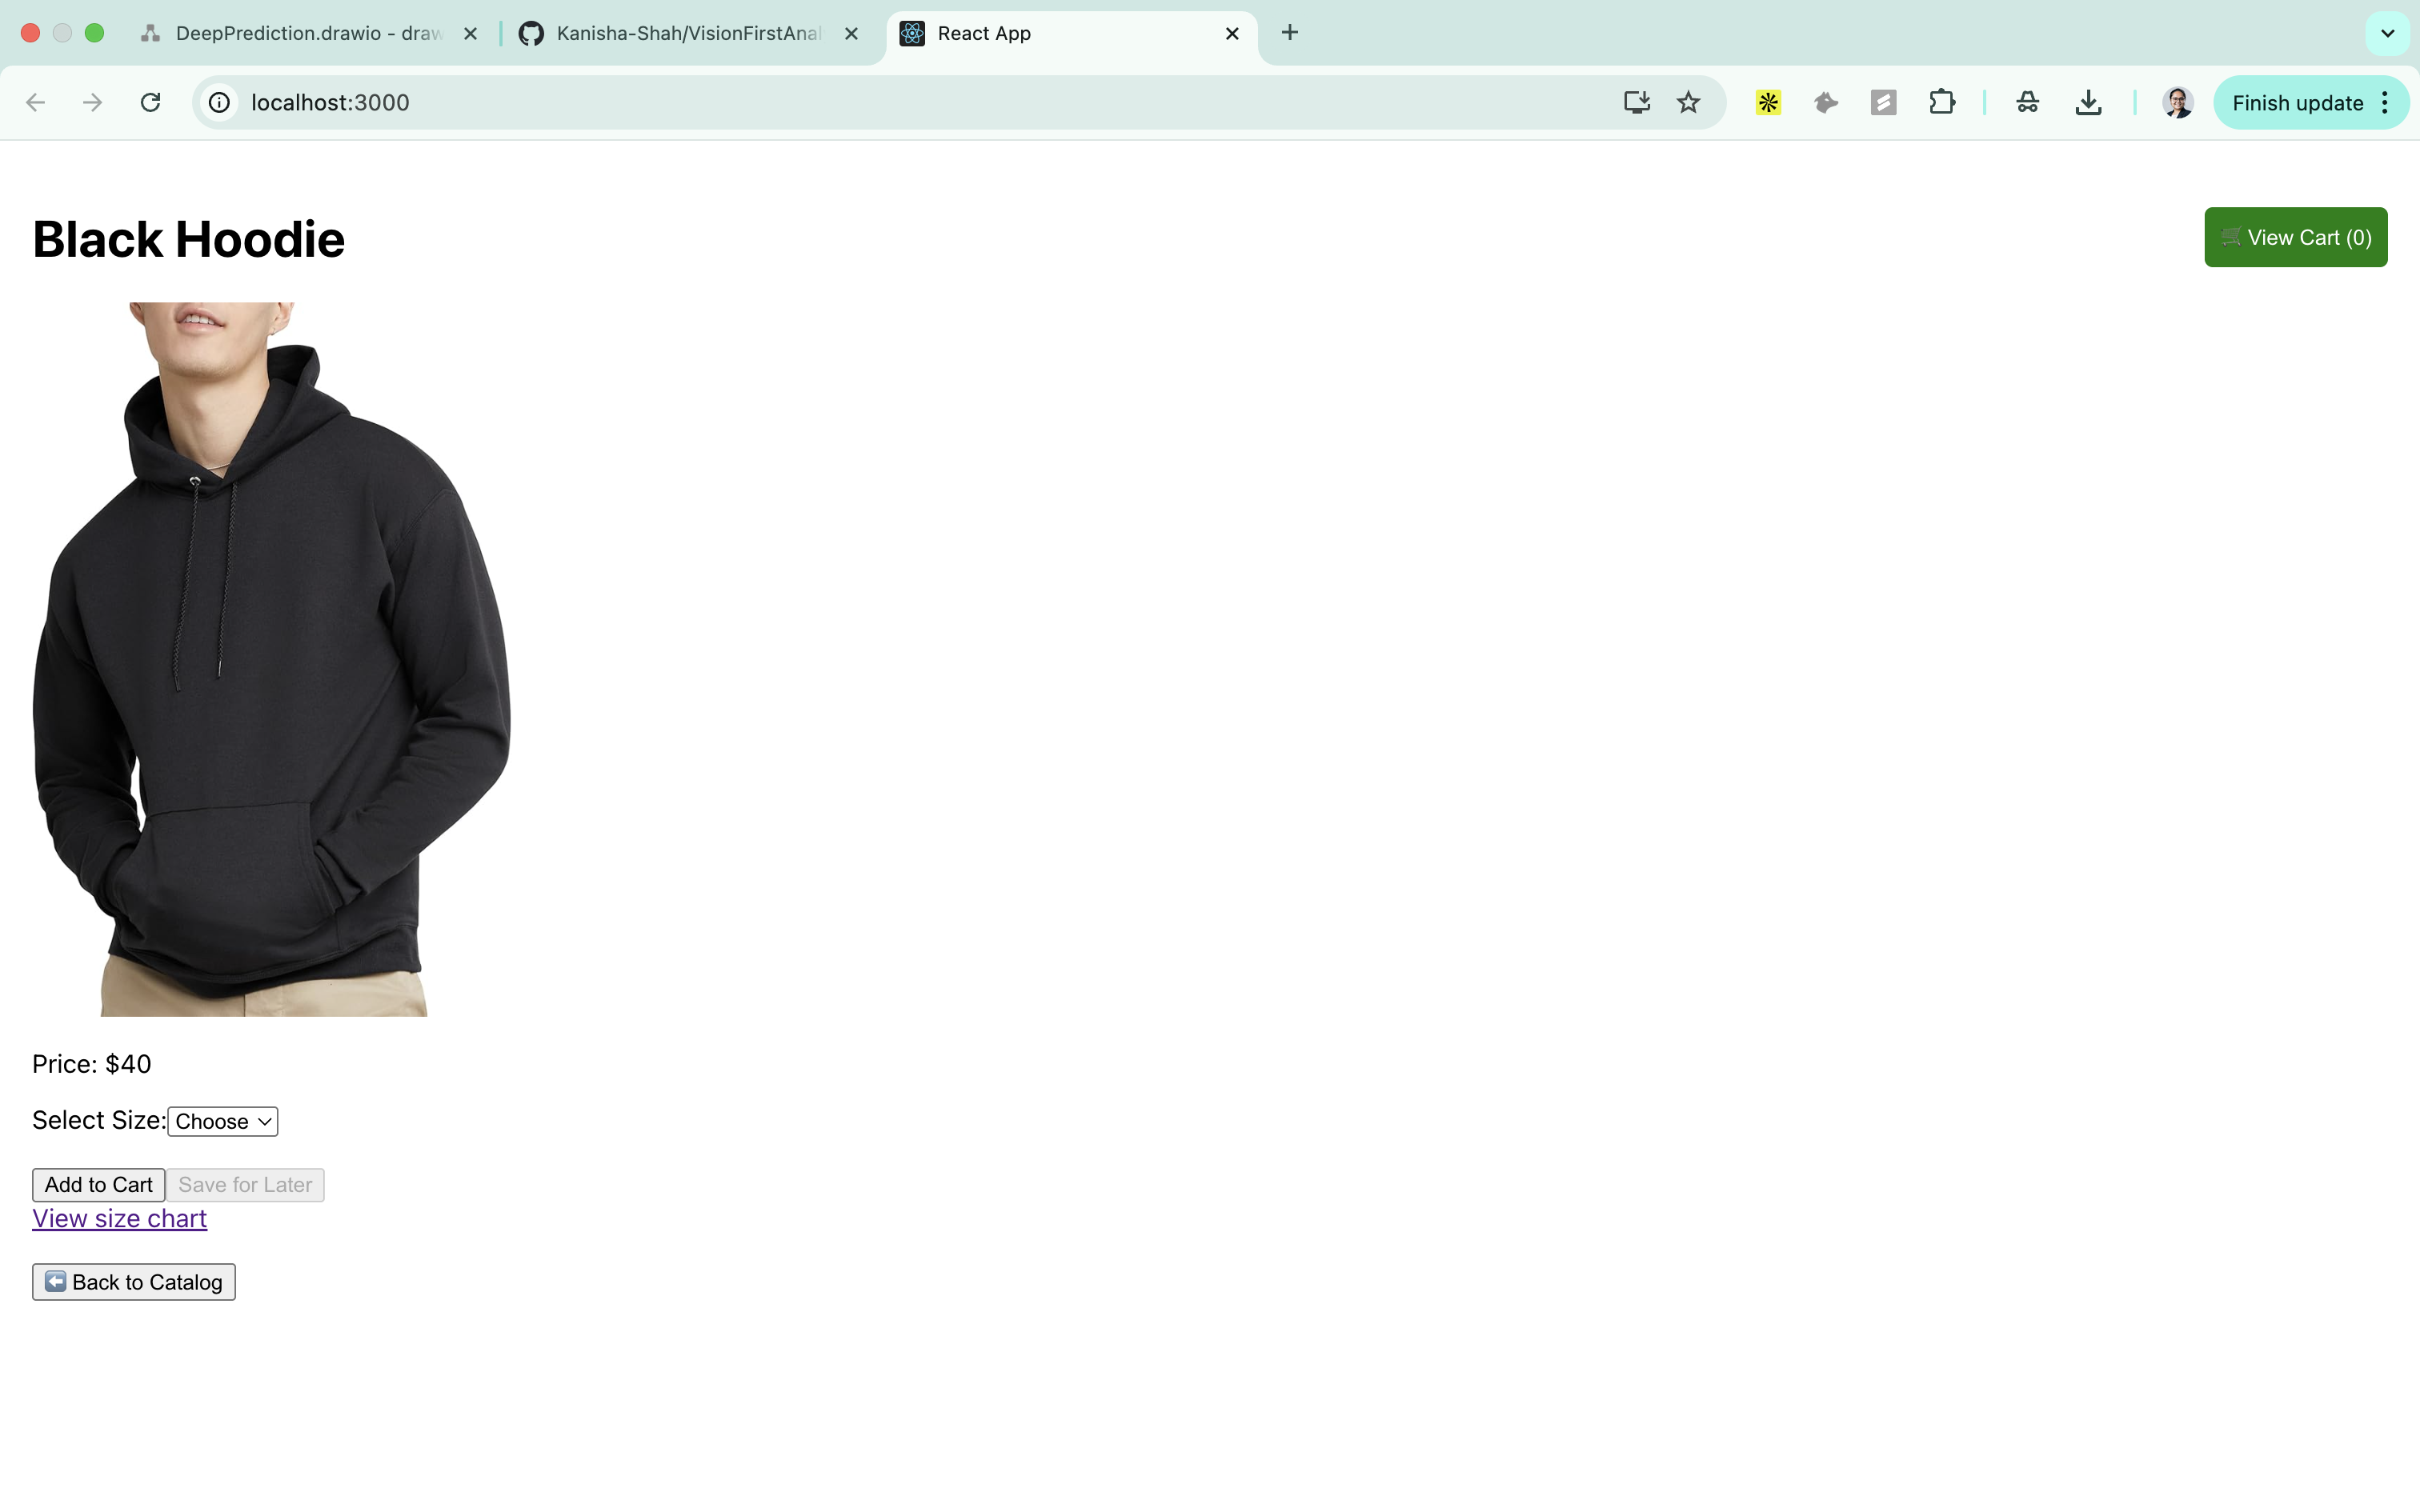 DeepPrediction.drawio - draw
Kanisha-Shah/VisionFirstAnal
React App
localhost:3000
Finish update
Black Hoodie
🛒 View Cart (0)
Price: $40
Select Size: Choose
Add to Cart Save for Later
View size chart
⬅️ Back to Catalog